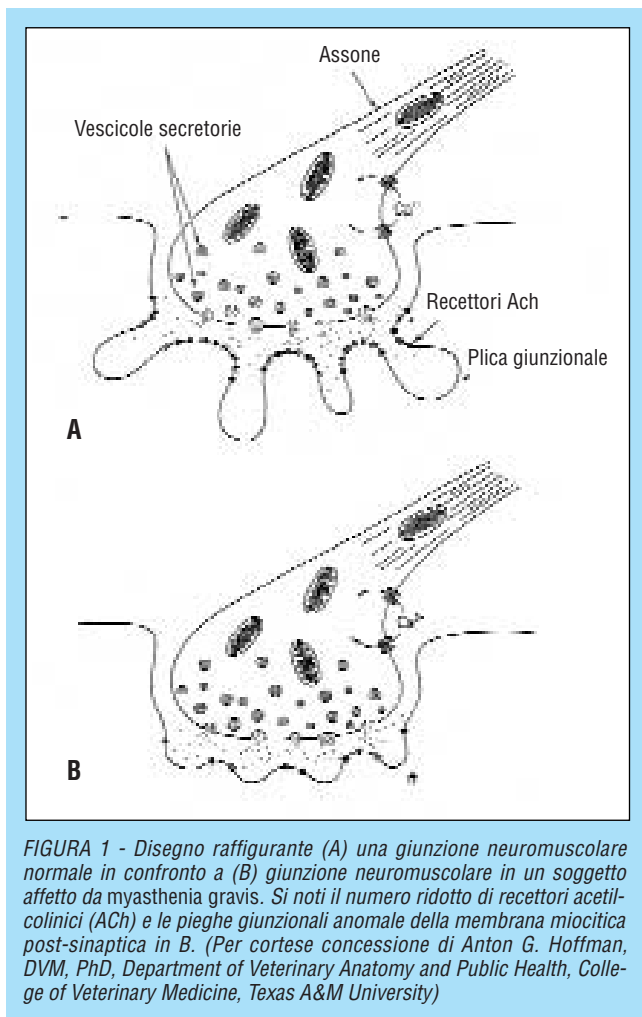 Assone
Vescicole secretorie
Ca++
Recettori Ach
Plica giunzionale
A
B
FIGURA 1 - Disegno raffigurante (A) una giunzione neuromuscolare
normale in confronto a (B) giunzione neuromuscolare in un soggetto
affetto da myasthenia gravis. Si noti il numero ridotto di recettori acetil-
colinici (ACh) e le pieghe giunzionali anomale della membrana miocitica
post-sinaptica in B. (Per cortese concessione di Anton G. Hoffman,
DVM, PhD, Department of Veterinary Anatomy and Public Health, Colle-
ge of Veterinary Medicine, Texas A&M University)